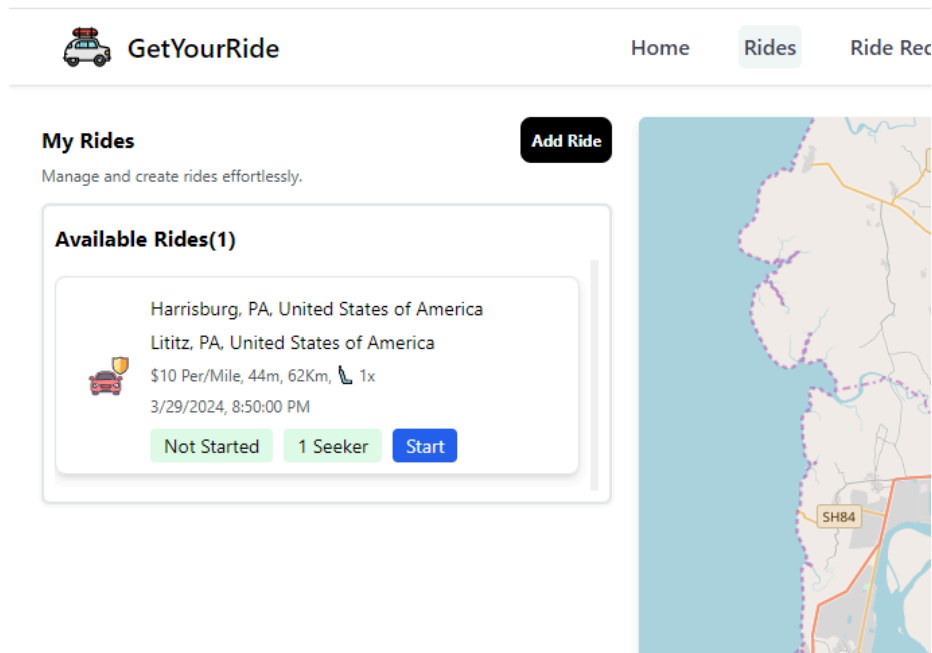 GetYourRide
Home Rides Ride Req
My Rides
Add Ride
Manage and create rides effortlessly.
Available Rides(1)
Harrisburg, PA, United States of America
Lititz, PA, United States of America
$10 Per/Mile, 44m, 62Km, 1x
3/29/2024, 8:50:00 PM
Not Started 1 Seeker Start
SH84